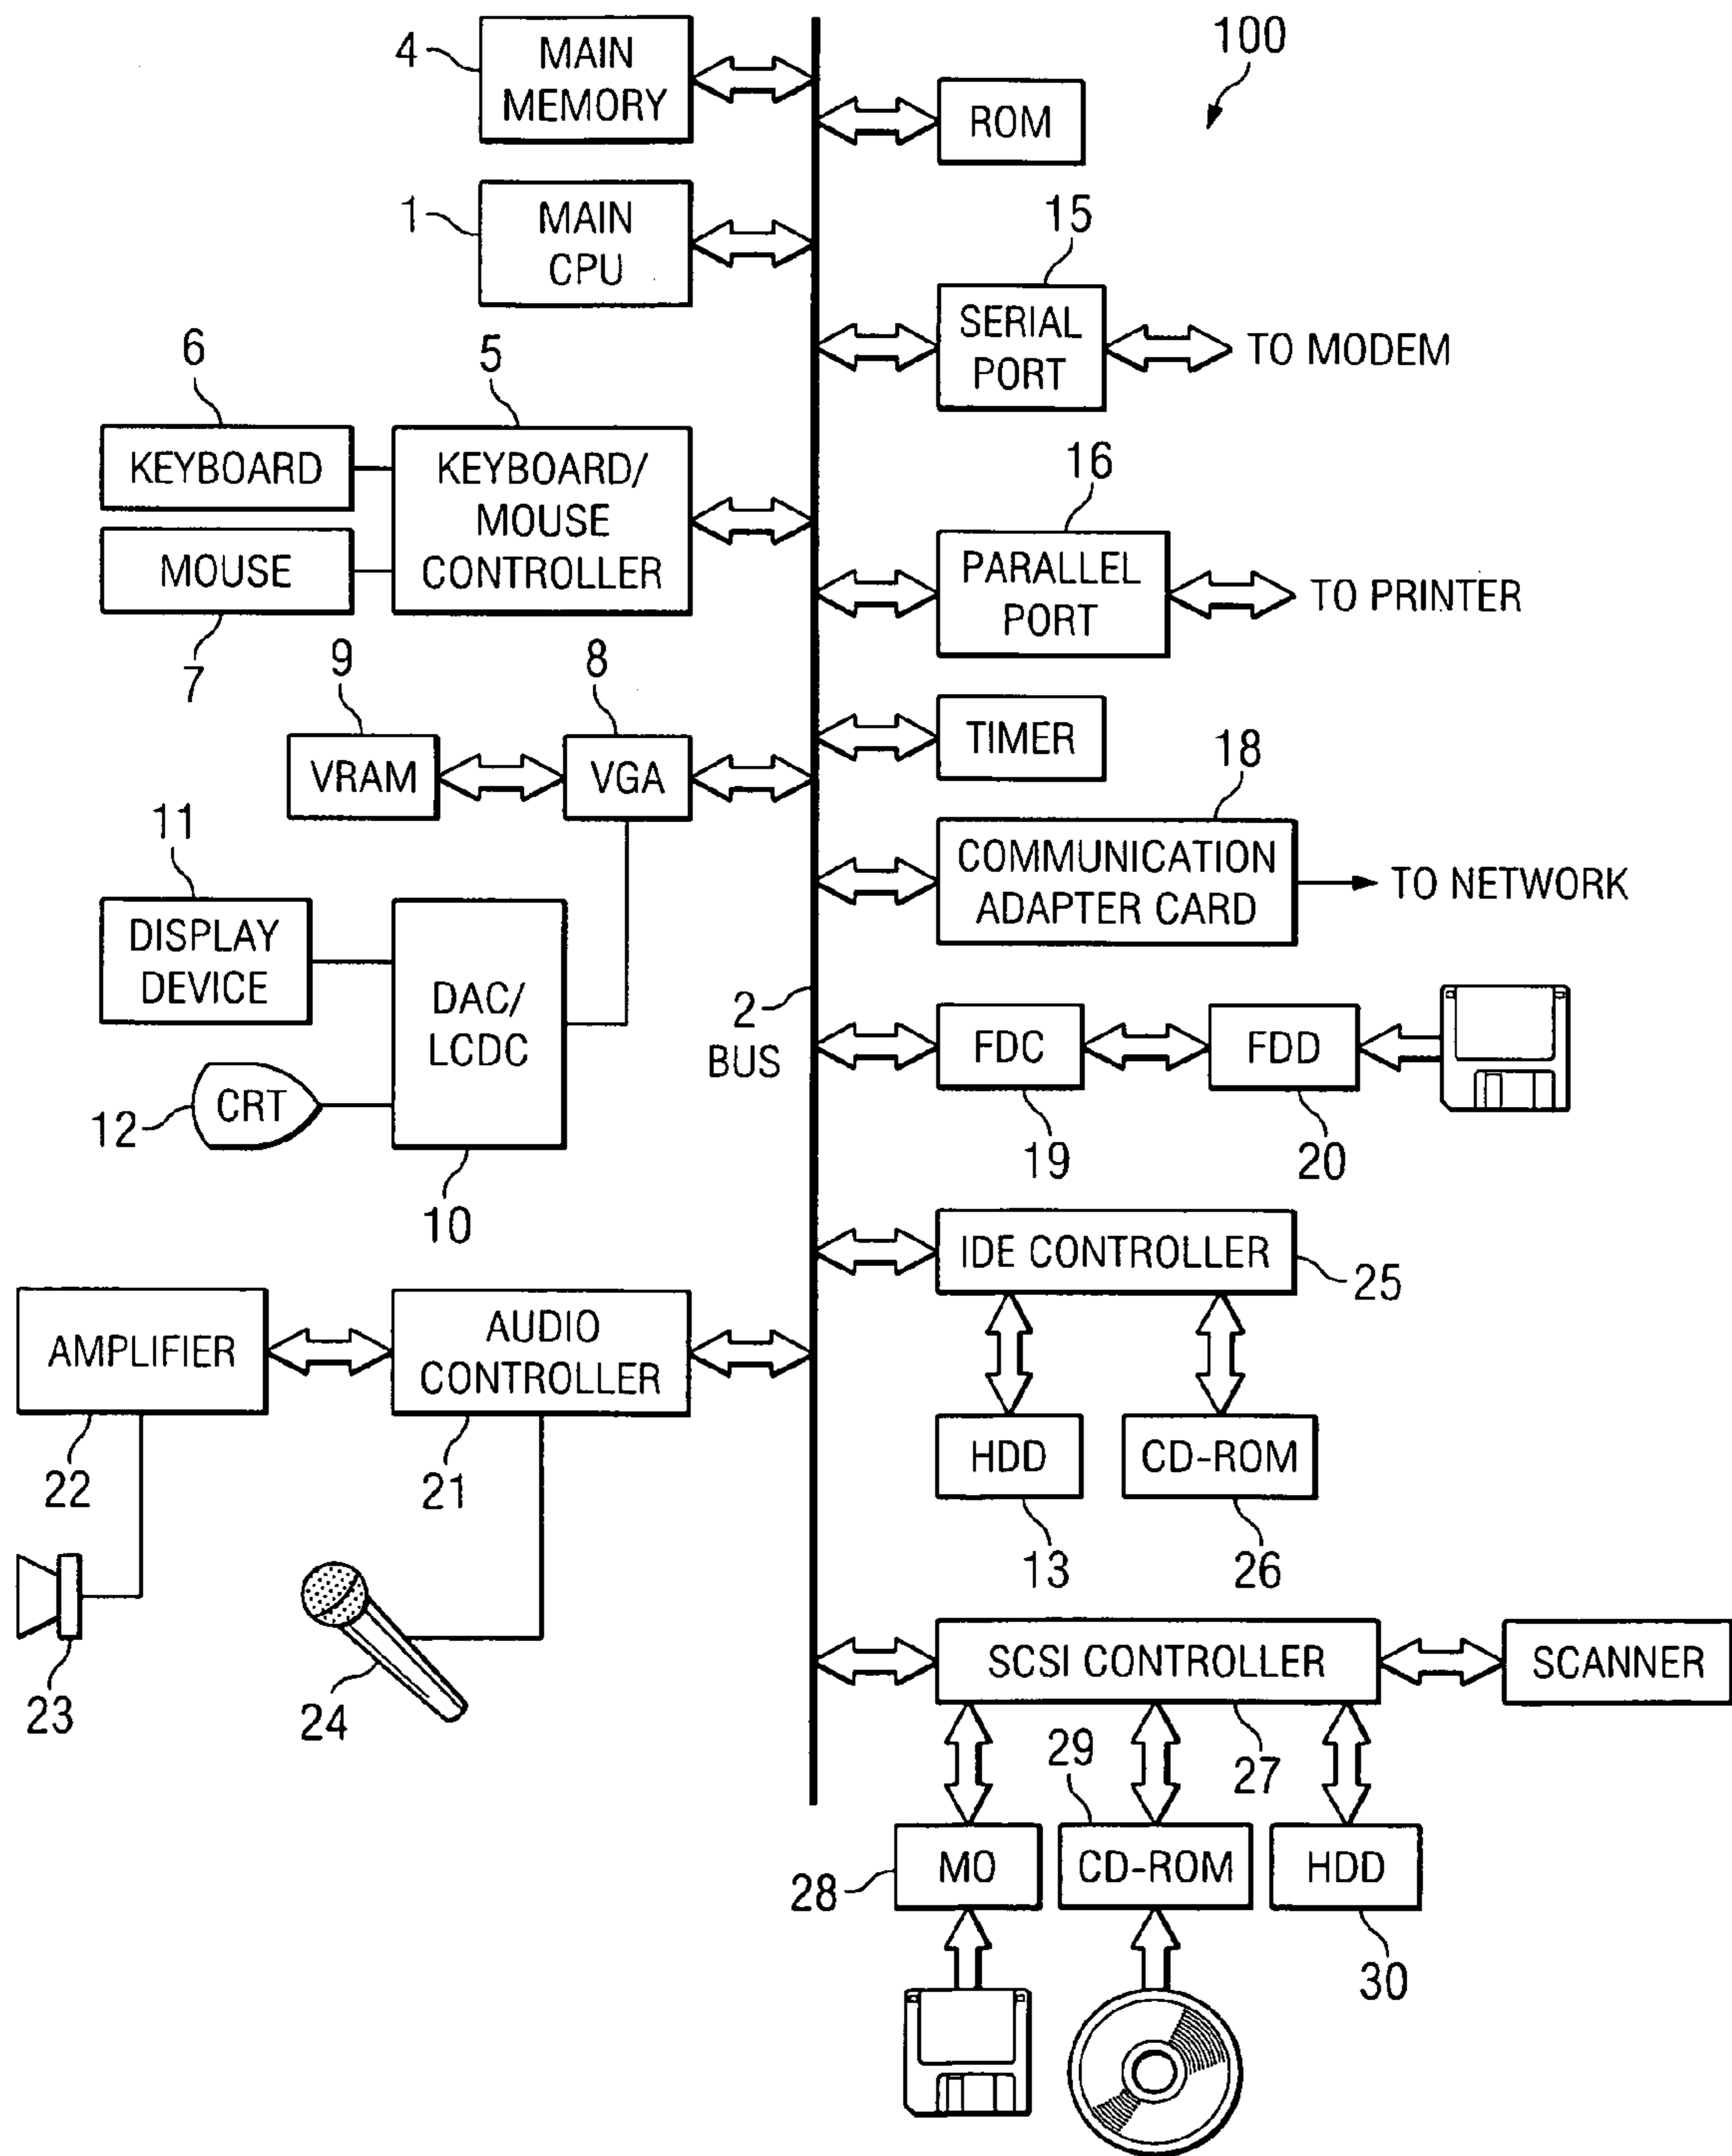 100
4
MAIN
MEMORY
ROM
1
MAIN
CPU
15
SERIAL
PORT
TO MODEM
6
5
KEYBOARD
KEYBOARD/
MOUSE
CONTROLLER
MOUSE
7
16
PARALLEL
PORT
TO PRINTER
9
8
VRAM
VGA
TIMER
18
COMMUNICATION
ADAPTER CARD
TO NETWORK
11
DISPLAY
DEVICE
DAC/
LCDC
CRT
12
10
2
BUS
FDC
FDD
19
20
IDE CONTROLLER
25
AMPLIFIER
AUDIO
CONTROLLER
22
21
HDD
CD-ROM
13
26
23
24
SCSI CONTROLLER
SCANNER
27
29
28
MO
CD-ROM
HDD
30